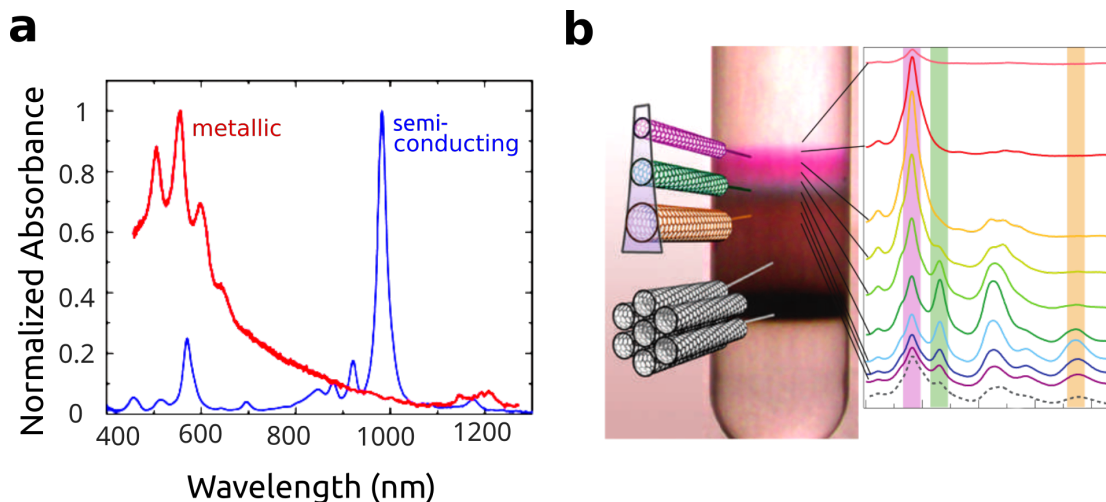 a
b
Normalized Absorbance
1
0.8
0.6
0.4
0.2
0
metallic
semi-
conducting
400
600
800
1000
1200
Wavelength (nm)